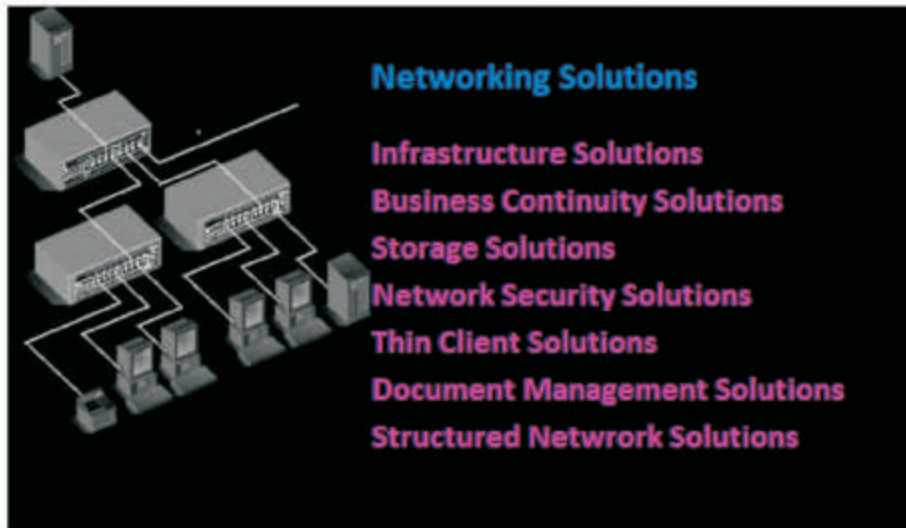 Networking Solutions
Infrastructure Solutions
Business Continuity Solutions
Storage Solutions
Network Security Solutions
Thin Client Solutions
Document Management Solutions
Structured Netwrork Solutions